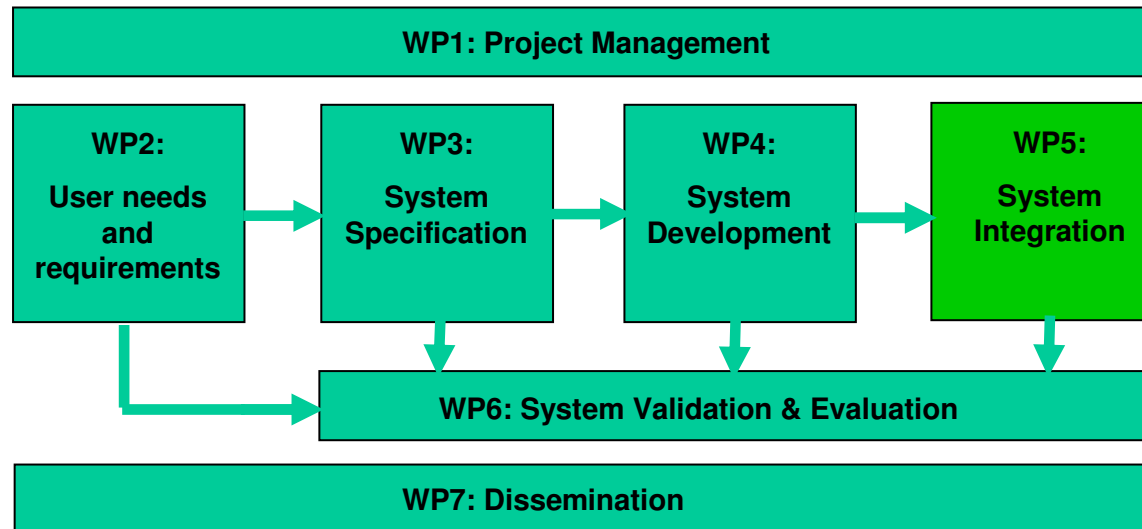 WP1: Project Management
WP2:
User needs
and
requirements
WP3:
System
Specification
WP4:
System
Development
WP5:
System
Integration
WP6: System Validation & Evaluation
WP7: Dissemination